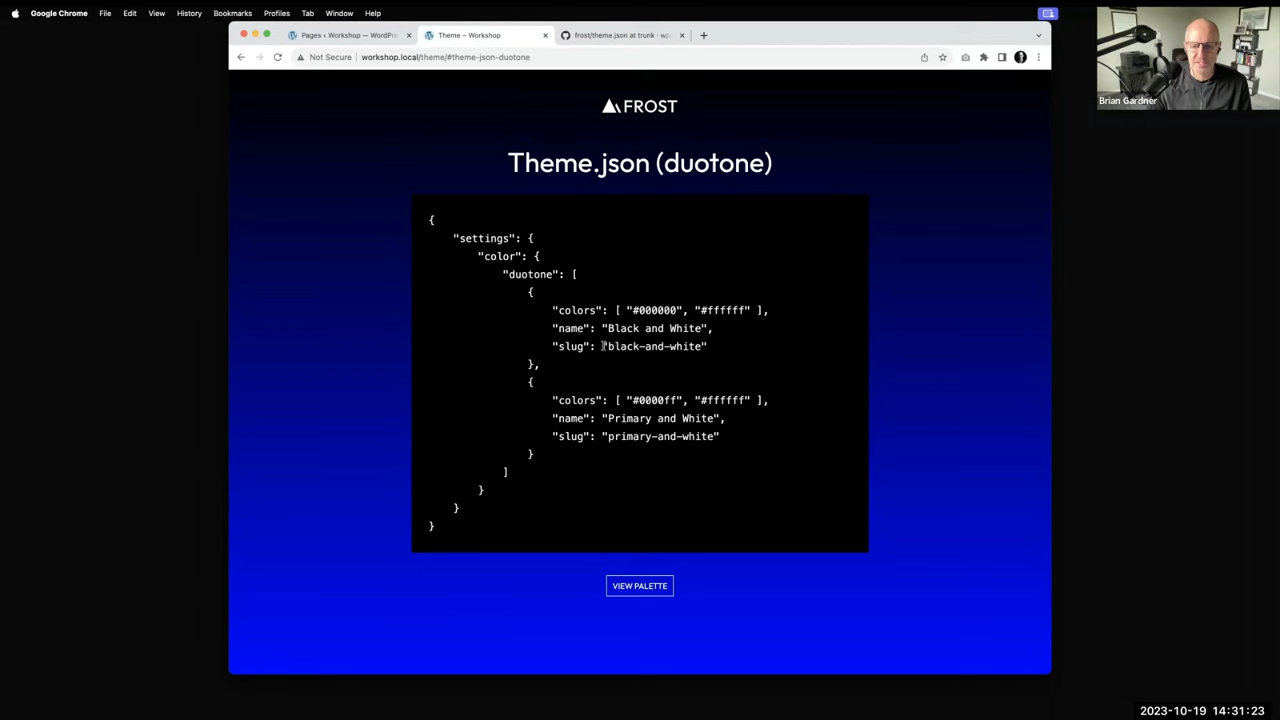 Google Chrome File Edit View History Bookmarks Profiles Tab Window Help
Pages ‹ Workshop — WordPre
Theme – Workshop
frost/theme.json at trunk · wpe
Not Secure workshop.local/theme/#theme-json-duotone
Brian Gardner
FROST
Theme.json (duotone)
{
"settings": {
"color": {
"duotone": [
{
"colors": [ "#000000", "#ffffff" ],
"name": "Black and White",
"slug": "black-and-white"
},
{
"colors": [ "#0000ff", "#ffffff" ],
"name": "Primary and White",
"slug": "primary-and-white"
}
]
}
}
}
VIEW PALETTE
2023-10-19 14:31:23